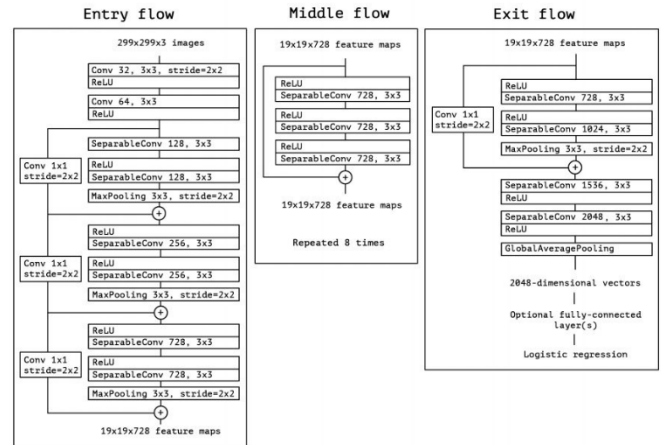 Entry flow
299x299x3 images
Conv 32, 3x3, stride=2x2
ReLU
Conv 64, 3x3
ReLU
SeparableConv 128, 3x3
Conv 1x1
stride=2x2
ReLU
SeparableConv 128, 3x3
MaxPooling 3x3, stride=2x2
+
ReLU
SeparableConv 256, 3x3
Conv 1x1
stride=2x2
ReLU
SeparableConv 256, 3x3
MaxPooling 3x3, stride=2x2
+
ReLU
SeparableConv 728, 3x3
Conv 1x1
stride=2x2
ReLU
SeparableConv 728, 3x3
MaxPooling 3x3, stride=2x2
+
19x19x728 feature maps
Middle flow
19x19x728 feature maps
ReLU
SeparableConv 728, 3x3
ReLU
SeparableConv 728, 3x3
ReLU
SeparableConv 728, 3x3
+
19x19x728 feature maps
Repeated 8 times
Exit flow
19x19x728 feature maps
ReLU
SeparableConv 728, 3x3
Conv 1x1
stride=2x2
ReLU
SeparableConv 1024, 3x3
MaxPooling 3x3, stride=2x2
+
SeparableConv 1536, 3x3
ReLU
SeparableConv 2048, 3x3
ReLU
GlobalAveragePooling
2048-dimensional vectors
Optional fully-connected
layer(s)
Logistic regression